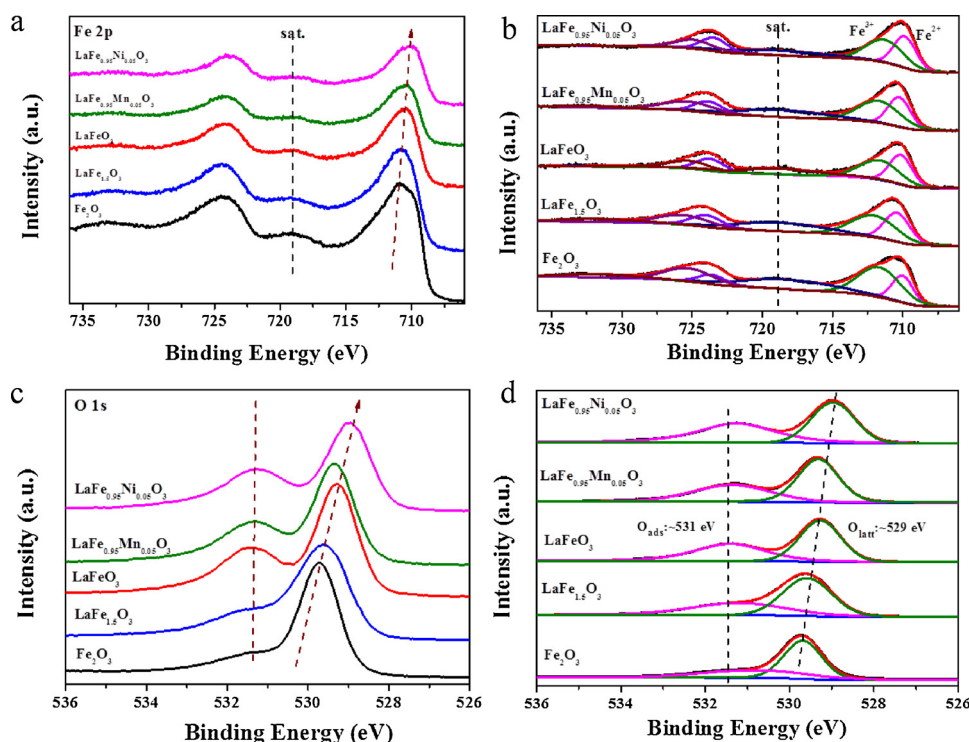 a
Fe 2p
sat.
LaFe0.95Ni0.05O3
LaFe0.95Mn0.05O3
LaFeO3
LaFe1.5O3
Fe2O3
Intensity (a.u.)
735 730 725 720 715 710
Binding Energy (eV)
b
LaFe0.95Ni0.05O3
sat.
Fe3+
Fe2+
LaFe0.95Mn0.05O3
LaFeO3
LaFe1.5O3
Fe2O3
Intensity (a.u.)
735 730 725 720 715 710
Binding Energy (eV)
c
O 1s
LaFe0.95Ni0.05O3
LaFe0.95Mn0.05O3
LaFeO3
LaFe1.5O3
Fe2O3
Intensity (a.u.)
536 534 532 530 528 526
Binding Energy (eV)
d
LaFe0.95Ni0.05O3
LaFe0.95Mn0.05O3
Oads:~531 eV
Olatt:~529 eV
LaFeO3
LaFe1.5O3
Fe2O3
Intensity (a.u.)
536 534 532 530 528 526
Binding Energy (eV)